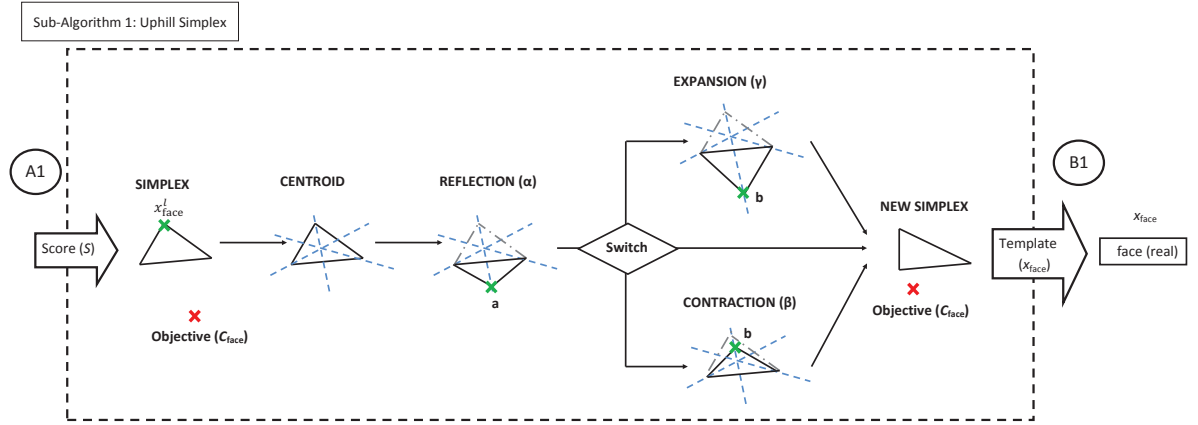 Sub-Algorithm 1: Uphill Simplex
A1
Score (S)
SIMPLEX
x^l_face
Objective (C_face)
CENTROID
REFLECTION (α)
a
Switch
EXPANSION (γ)
b
CONTRACTION (β)
b
NEW SIMPLEX
Objective (C_face)
Template
(x_face)
B1
x_face
face (real)